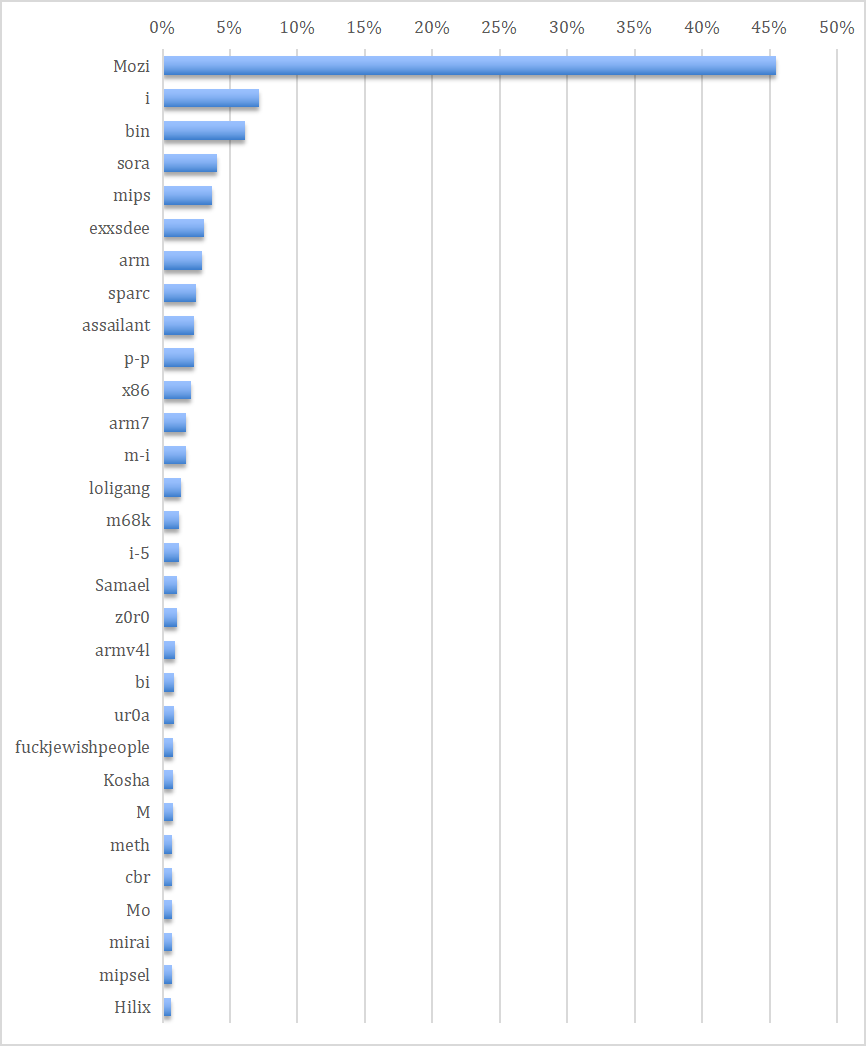 0% 5% 10% 15% 20% 25% 30% 35% 40% 45% 50%
Mozi
i
bin
sora
mips
exxsdee
arm
sparc
assailant
p-p
x86
arm7
m-i
loligang
m68k
i-5
Samael
z0r0
armv4l
bi
ur0a
fuckjewishpeople
Kosha
M
meth
cbr
Mo
mirai
mipsel
Hilix